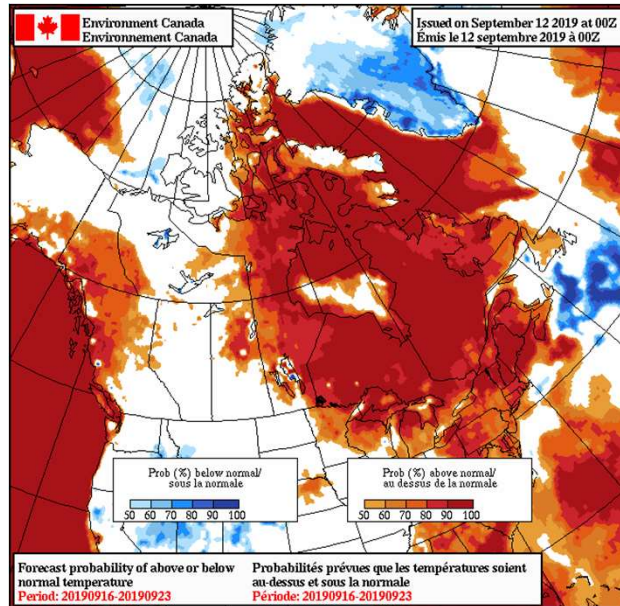 Environment Canada
Environnement Canada
Issued on September 12 2019 at 00Z
Émis le 12 septembre 2019 à 00Z
Prob (%) below normal/
sous la normale
50 60 70 80 90 100
Prob (%) above normal/
au dessus de la normale
50 60 70 80 90 100
Forecast probability of above or below
normal temperature
Period: 20190916-20190923
Probabilités prévues que les températures soient
au-dessus et sous la normale
Période: 20190916-20190923